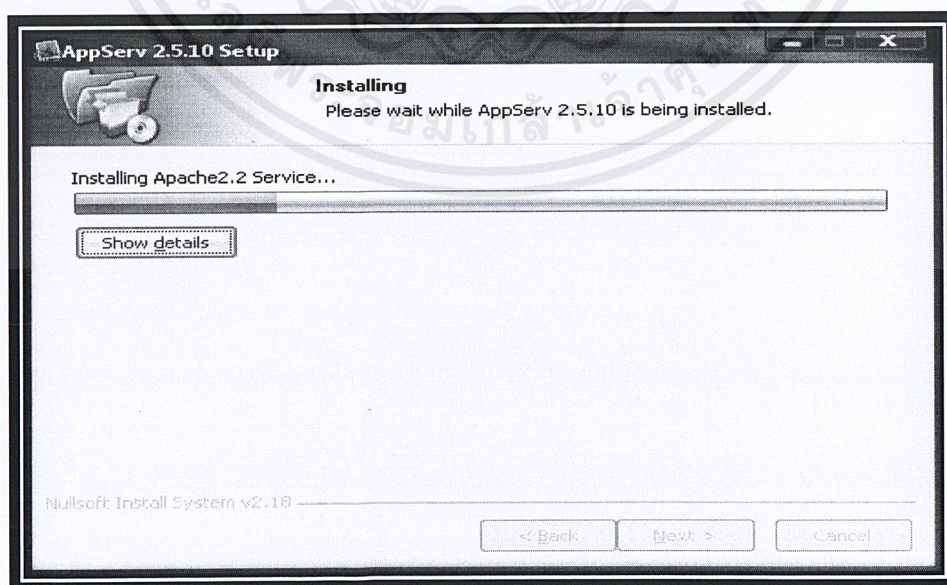 AppServ 2.5.10 Setup
Installing
Please wait while AppServ 2.5.10 is being installed.
Installing Apache2.2 Service...
Show details
Nullsoft Install System v2.18
< Back
Next >
Cancel